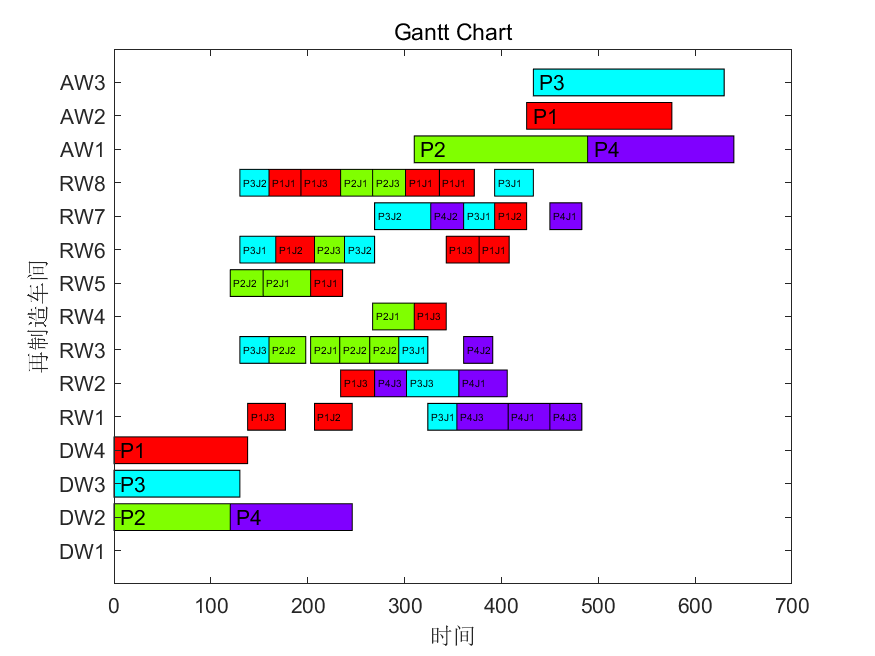 Gantt Chart
AW3 P3
AW2 P1
AW1 P2 P4
RW8 P3J2 P1J1 P1J3 P2J1 P2J3 P1J1 P1J1 P3J1
RW7 P3J2 P4J2 P3J1 P1J2 P4J1
RW6 P3J1 P1J2 P2J3 P3J2 P1J3 P1J1
RW5 P2J2 P2J1 P1J1
RW4 P2J1 P1J3
RW3 P3J3 P2J2 P2J1 P2J2 P2J2 P3J1 P4J2
RW2 P1J3 P4J3 P3J3 P4J1
RW1 P1J3 P1J2 P3J1 P4J3 P4J1 P4J3
DW4 P1
DW3 P3
DW2 P2 P4
DW1
0 100 200 300 400 500 600 700
时间
再制造车间